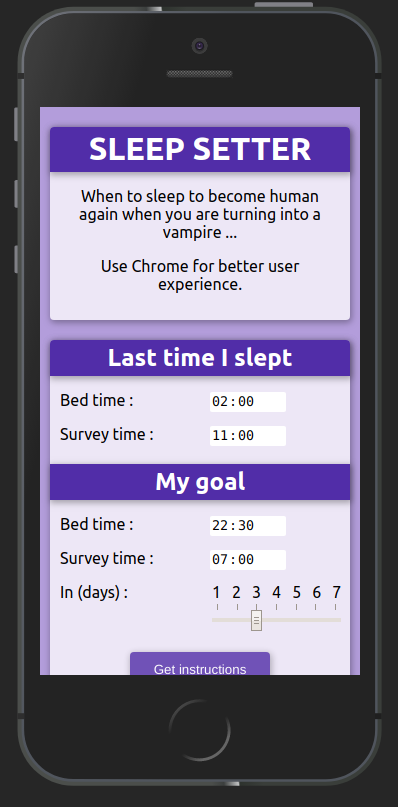 SLEEP SETTER
When to sleep to become human
again when you are turning into a
vampire ...
Use Chrome for better user
experience.
Last time I slept
Bed time : 02:00
Survey time : 11:00
My goal
Bed time : 22:30
Survey time : 07:00
In (days) : 1 2 3 4 5 6 7
Get instructions